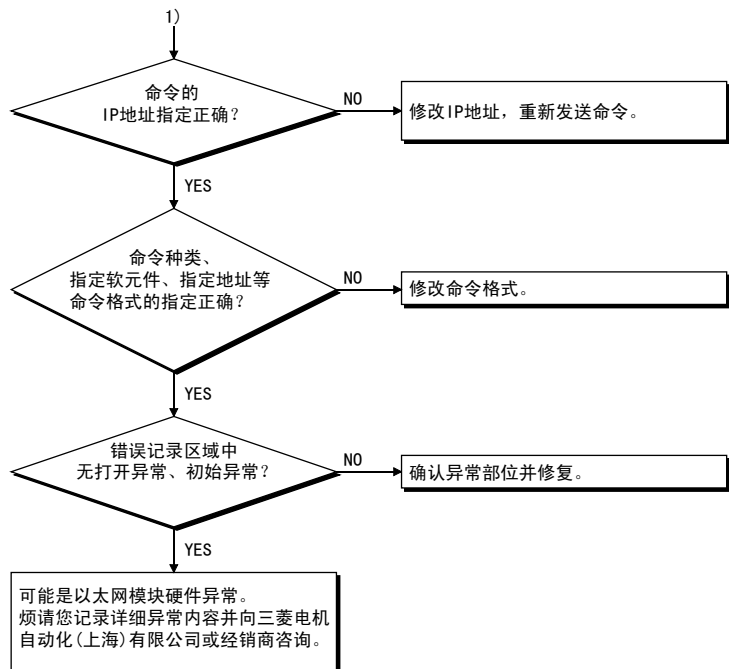 1)
命令的
IP地址指定正确?
NO
修改IP地址，重新发送命令。
YES
命令种类、
指定软元件、指定地址等
命令格式的指定正确?
NO
修改命令格式。
YES
错误记录区域中
无打开异常、初始异常?
NO
确认异常部位并修复。
YES
可能是以太网模块硬件异常。
烦请您记录详细异常内容并向三菱电机
自动化(上海)有限公司或经销商咨询。